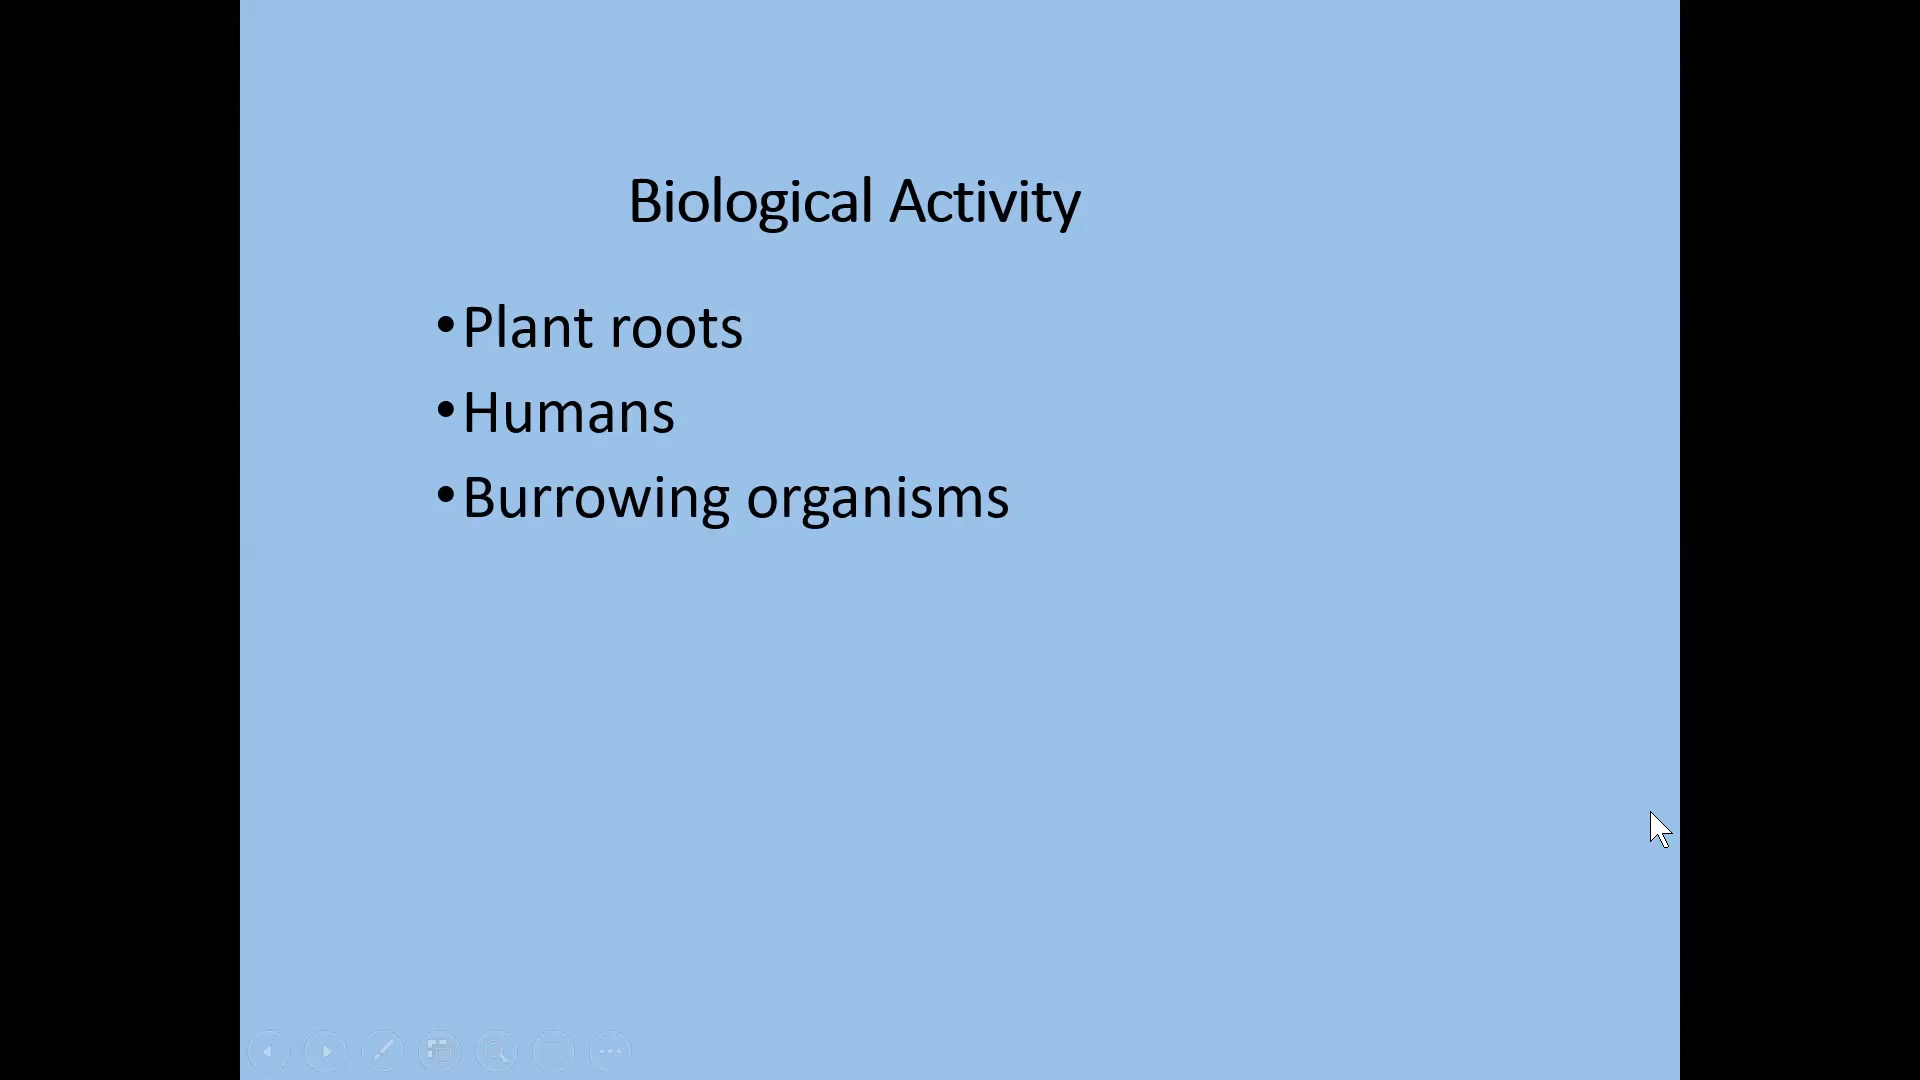 Biological Activity
•Plant roots
•Humans
•Burrowing organisms